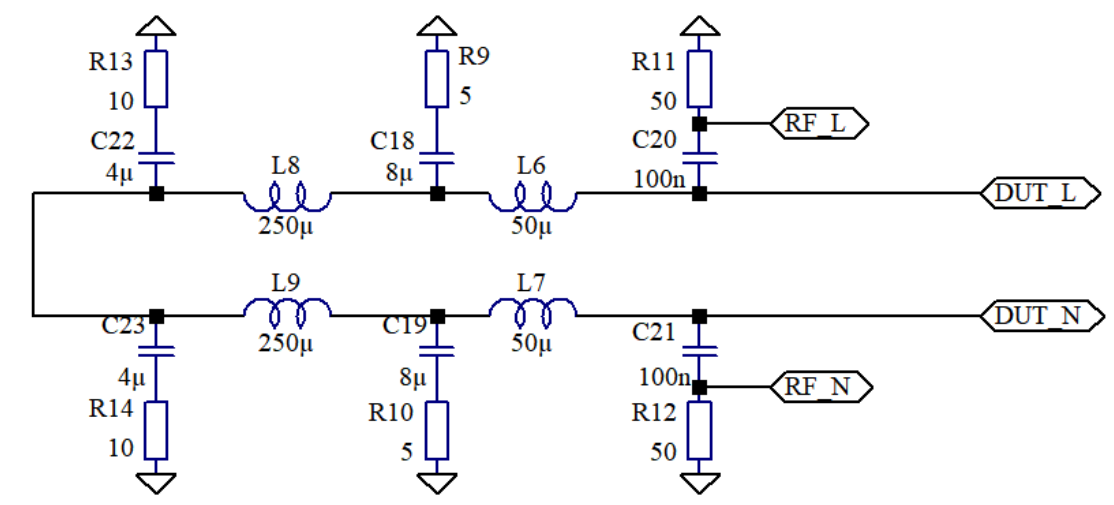 R13
10
C22
4µ
R9
5
C18
8µ
R11
50
RF_L
C20
100n
L8
250µ
L6
50µ
DUT_L
L9
250µ
L7
50µ
DUT_N
C23
4µ
R14
10
C19
8µ
R10
5
C21
100n
RF_N
R12
50